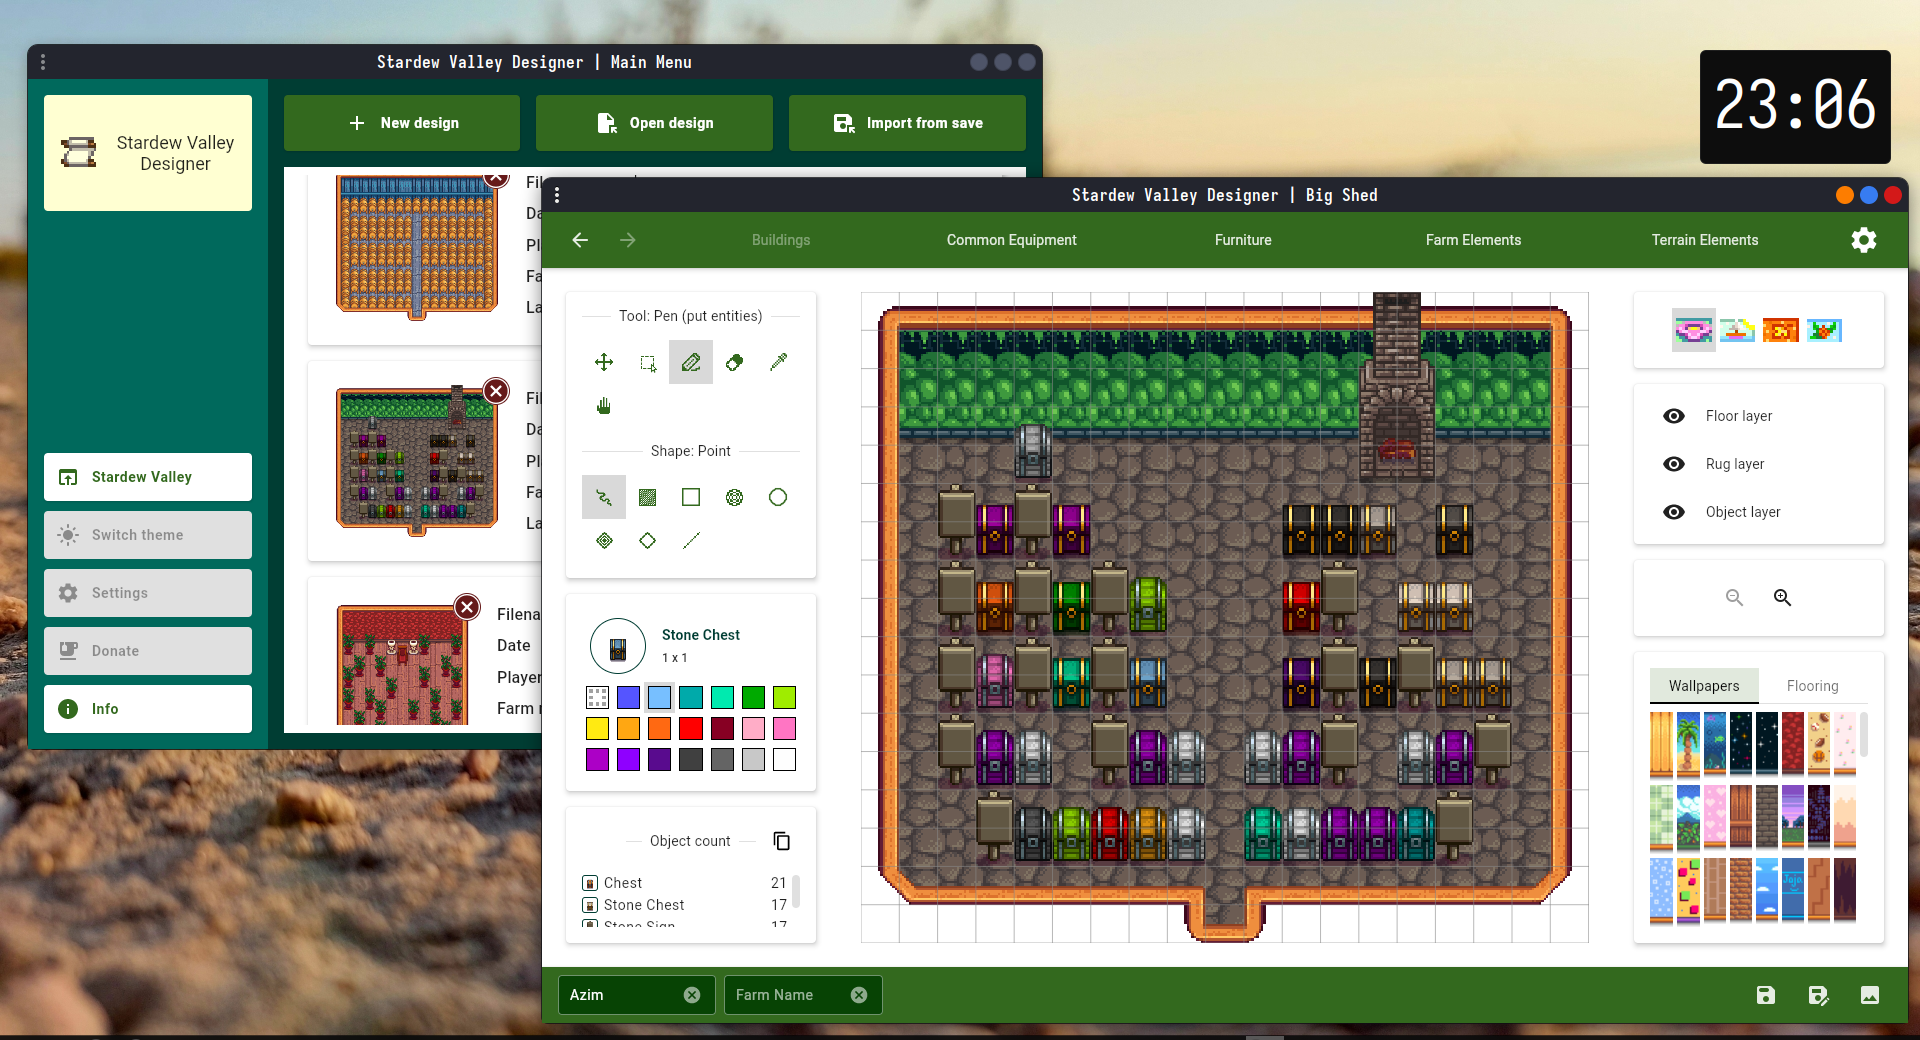 Stardew Valley Designer | Main Menu
Stardew Valley
Designer
New design
Open design
Import from save
Stardew Valley
Switch theme
Settings
Donate
Info
Fil
Da
Pl
Fa
La
Fil
Da
Pl
Fa
La
Filena
Date
Player
Farm
23:06
Stardew Valley Designer | Big Shed
Buildings
Common Equipment
Furniture
Farm Elements
Terrain Elements
Tool: Pen (put entities)
Shape: Point
Stone Chest
1 x 1
Object count
Chest 21
Stone Chest 17
Stone Sign 17
Floor layer
Rug layer
Object layer
Wallpapers
Flooring
Joja
Azim
Farm Name